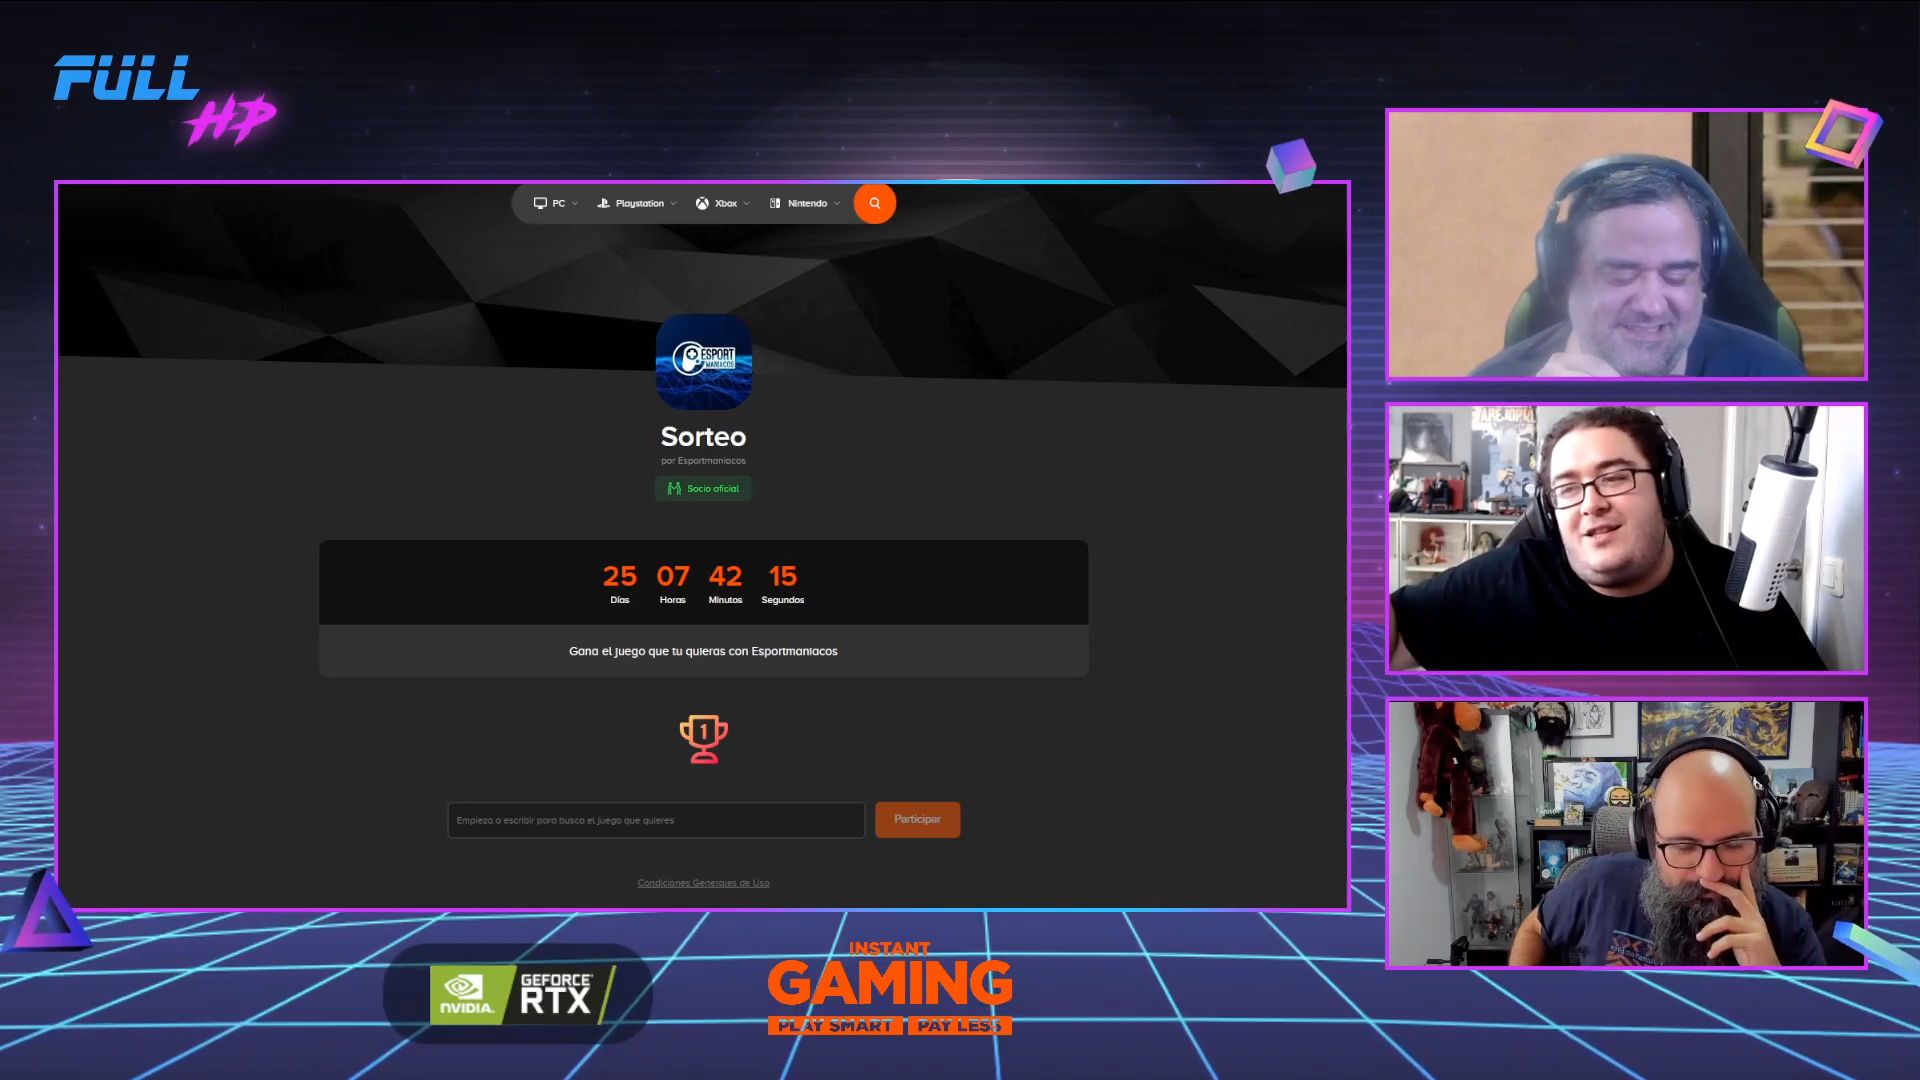 FULL
HP
PC
Playstation
Xbox
Nintendo
ESPORT
MANIACOS
Sorteo
por Esportmaniacos
Socio oficial
25 07 42 15
Días Horas Minutos Segundos
Gana el juego que tu quieras con Esportmaniacos
1
Empieza a escribir para busca el juego que quieres
Participar
Condiciones Generales de Uso
NVIDIA.
GEFORCE
RTX
INSTANT
GAMING
PLAY SMART PAY LESS